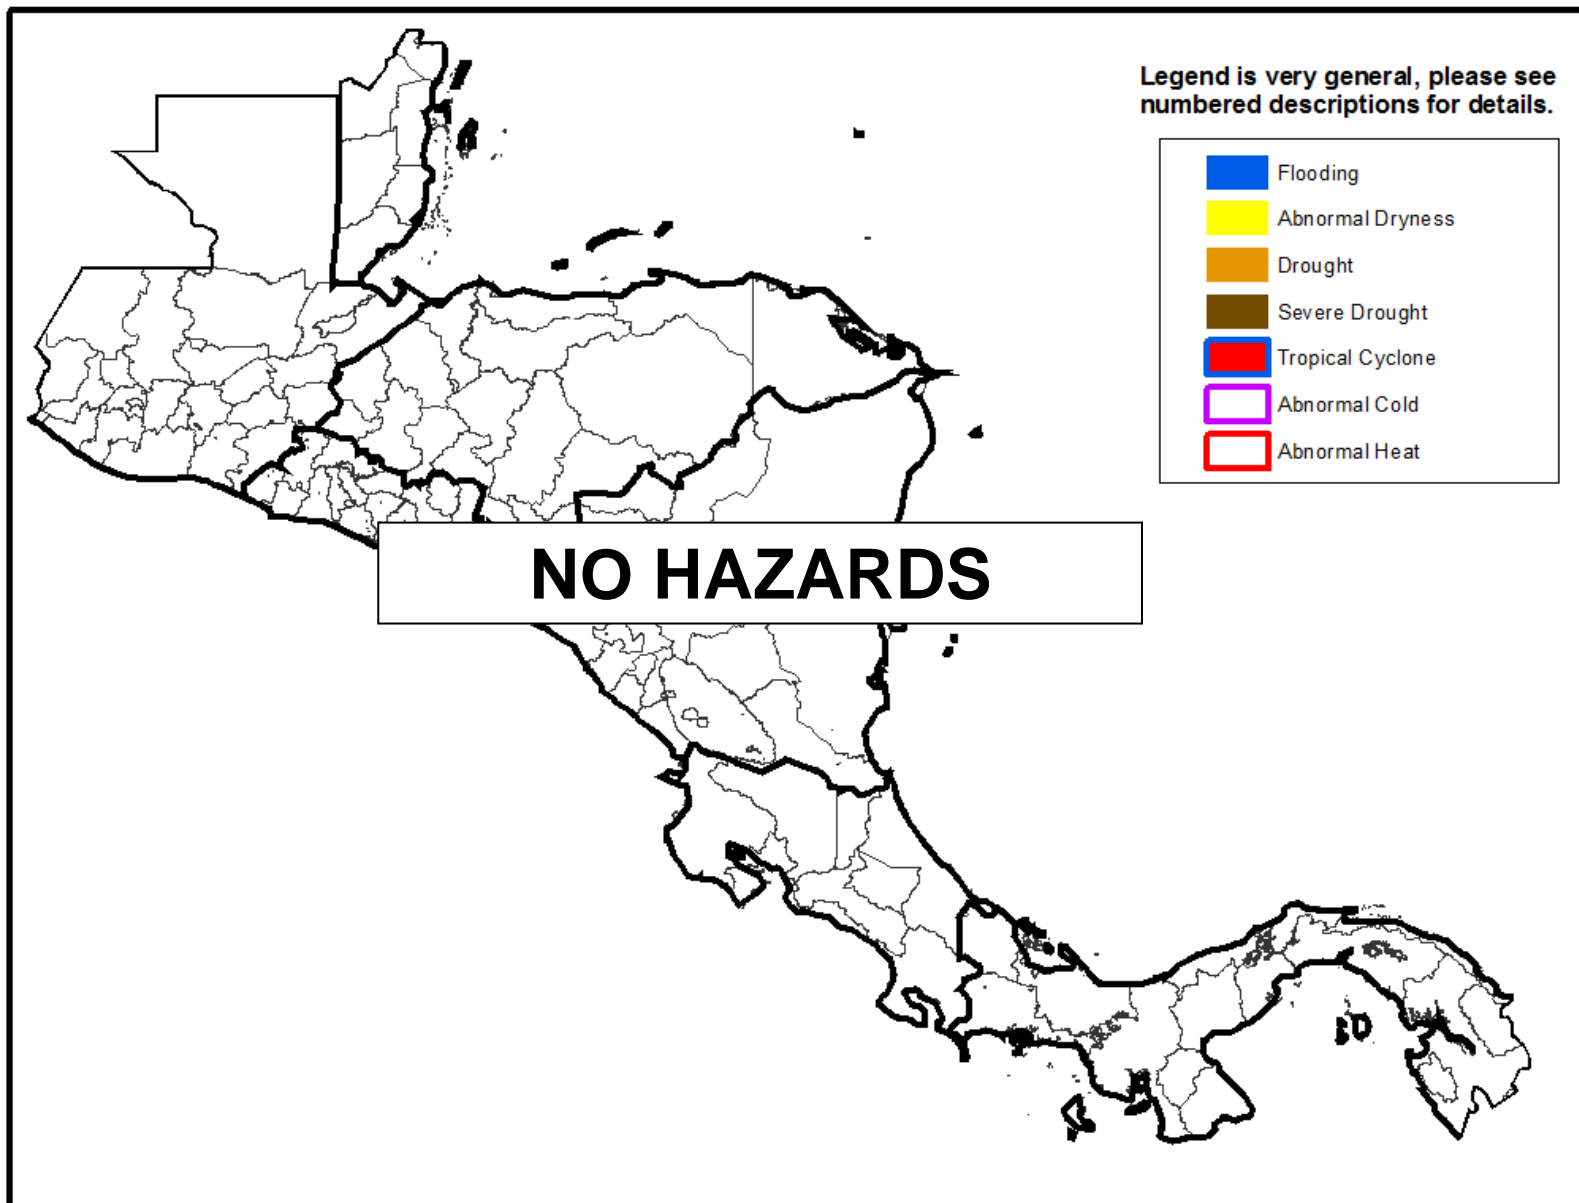 Legend is very general, please see
numbered descriptions for details.
Flooding
Abnormal Dryness
Drought
Severe Drought
Tropical Cyclone
Abnormal Cold
Abnormal Heat
NO HAZARDS